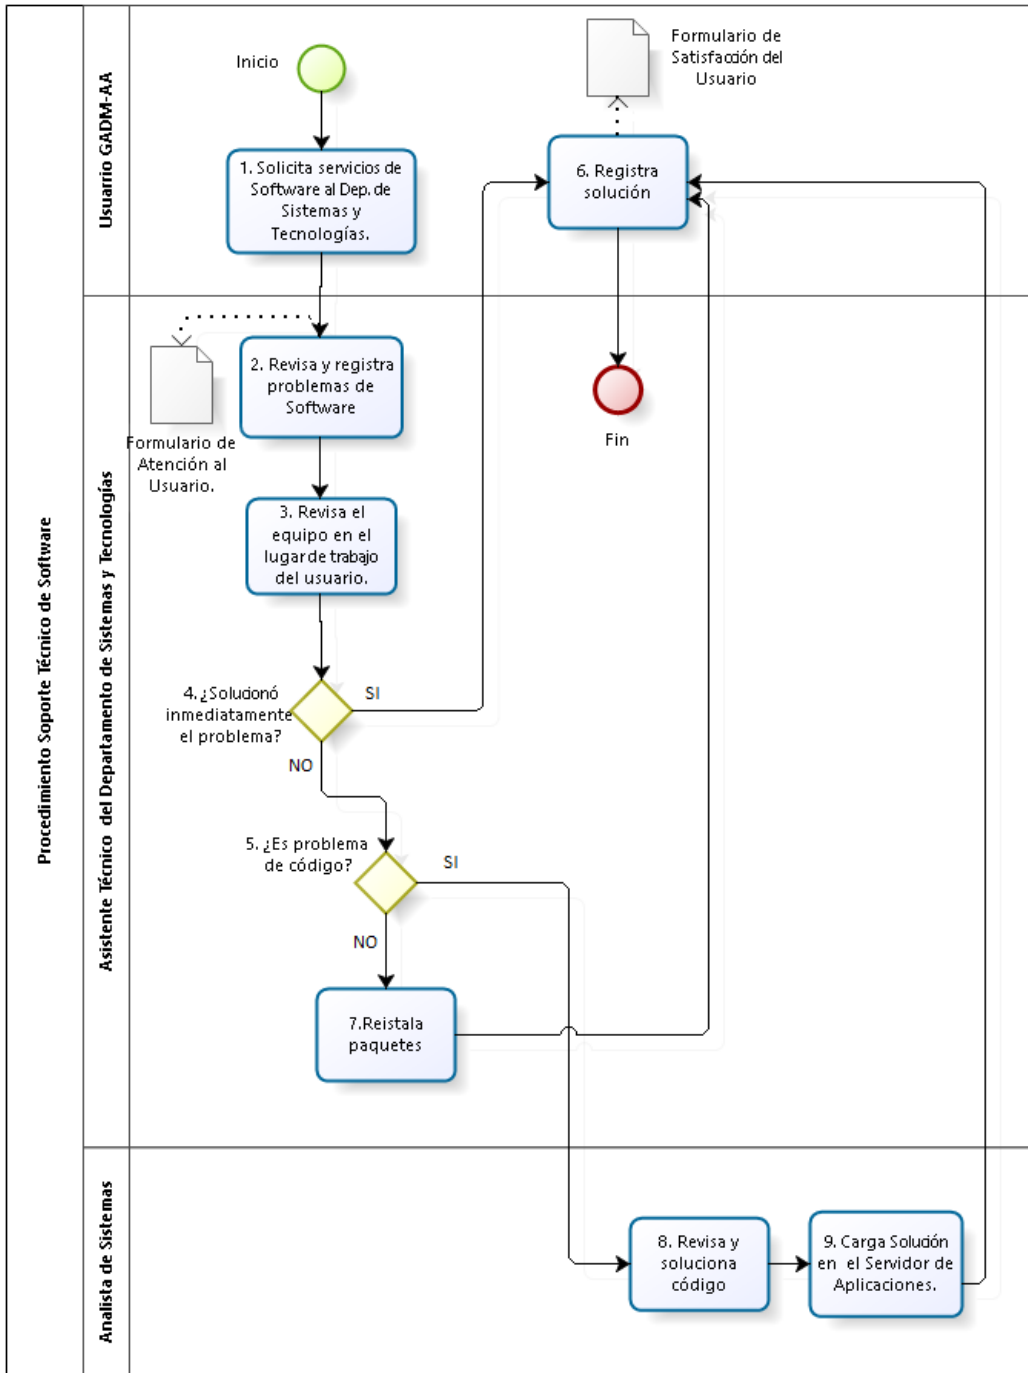 Procedimiento Soporte Técnico de Software
Usuarrio GADM-AA
Inicio
1. Solicita servicios de
Software al Dep. de
Sistemas y
Tecnologías.
Formulario de
Satisfacción del
Usuario
6. Registra
solución
Asistente Técnico del Departamento de Sistemas y Tecnologías
2. Revisa y registra
problemas de
Software
Formulario de
Atención al
Usuario.
Fin
3. Revisa el
equipo en el
lugar de trabajo
del usuario.
4. ¿Solucionó
inmediatamente
el problema?
SI
NO
5. ¿Es problema
de código?
SI
NO
7.Reistala
paquetes
Analista de Sistemas
8. Revisa y
soluciona
código
9. Carga Solución
en el Servidor de
Aplicaciones.